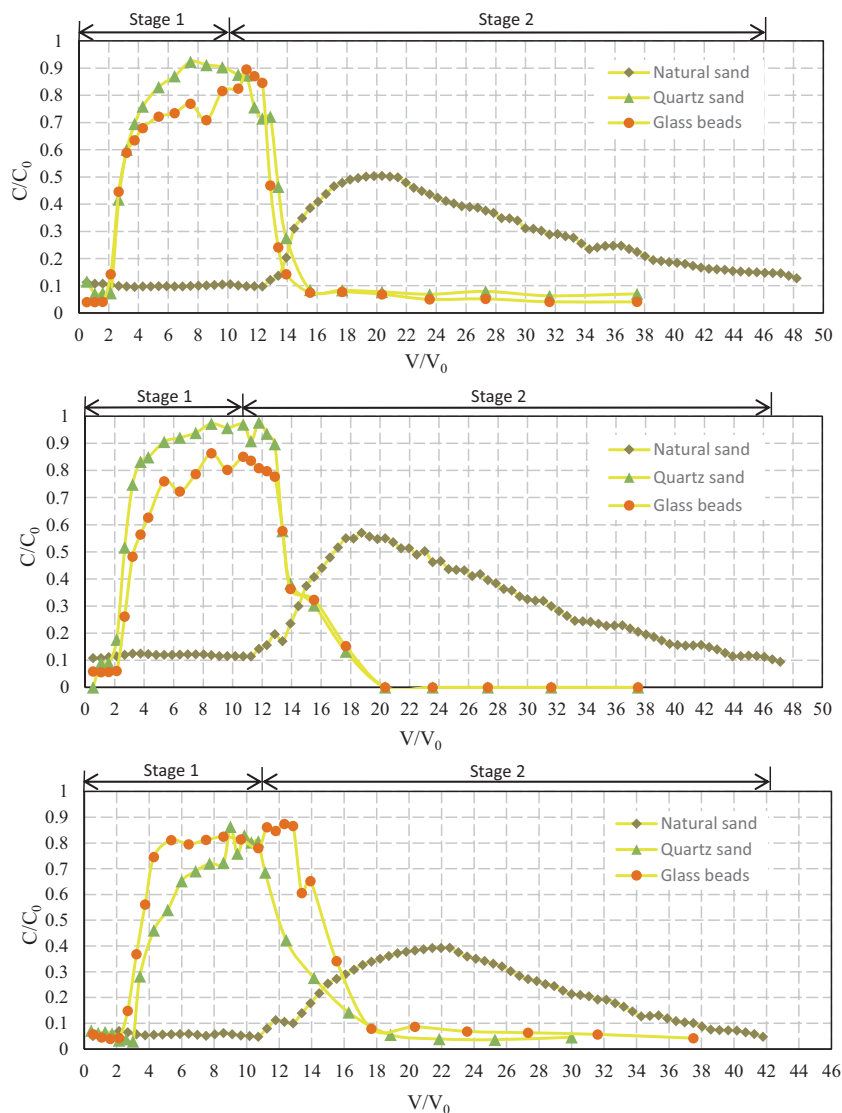 Stage 1 Stage 2
1
0.9
0.8
0.7
0.6
0.5
0.4
0.3
0.2
0.1
0
C/C0
Natural sand
Quartz sand
Glass beads
0 2 4 6 8 10 12 14 16 18 20 22 24 26 28 30 32 34 36 38 40 42 44 46 48 50
V/V0
Stage 1 Stage 2
1
0.9
0.8
0.7
0.6
0.5
0.4
0.3
0.2
0.1
0
C/C0
Natural sand
Quartz sand
Glass beads
0 2 4 6 8 10 12 14 16 18 20 22 24 26 28 30 32 34 36 38 40 42 44 46 48 50
V/V0
Stage 1 Stage 2
1
0.9
0.8
0.7
0.6
0.5
0.4
0.3
0.2
0.1
0
C/C0
Natural sand
Quartz sand
Glass beads
0 2 4 6 8 10 12 14 16 18 20 22 24 26 28 30 32 34 36 38 40 42 44 46
V/V0